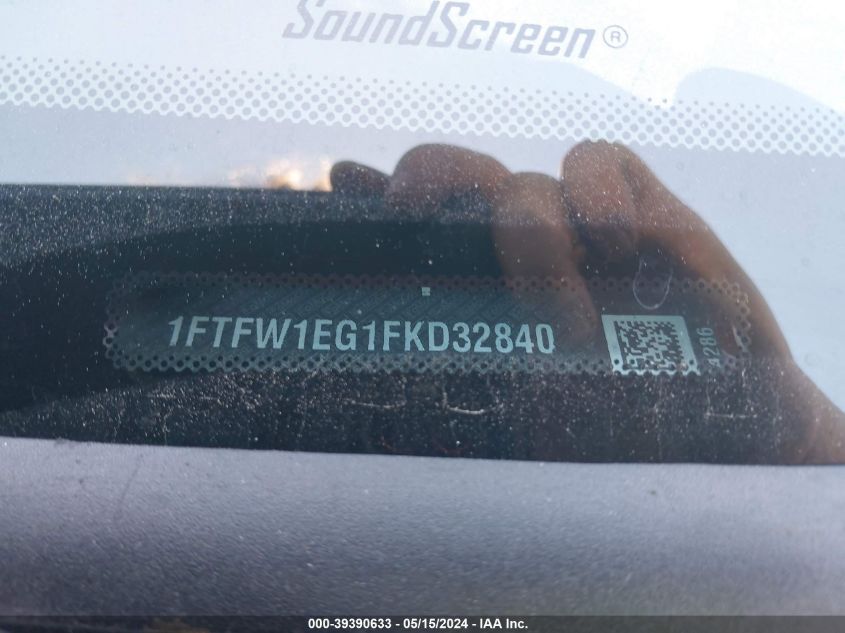 SoundScreen®
1FTFW1EG1FKD32840
4286
000-39390633 - 05/15/2024 - IAA Inc.